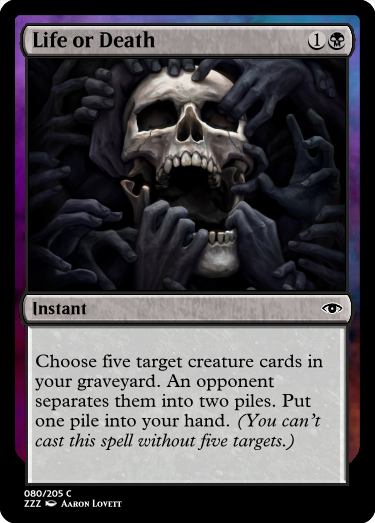 Life or Death 1
Instant
Choose five target creature cards in
your graveyard. An opponent
separates them into two piles. Put
one pile into your hand. (You can't
cast this spell without five targets.)
080/205 C
ZZZ Aaron Lovett